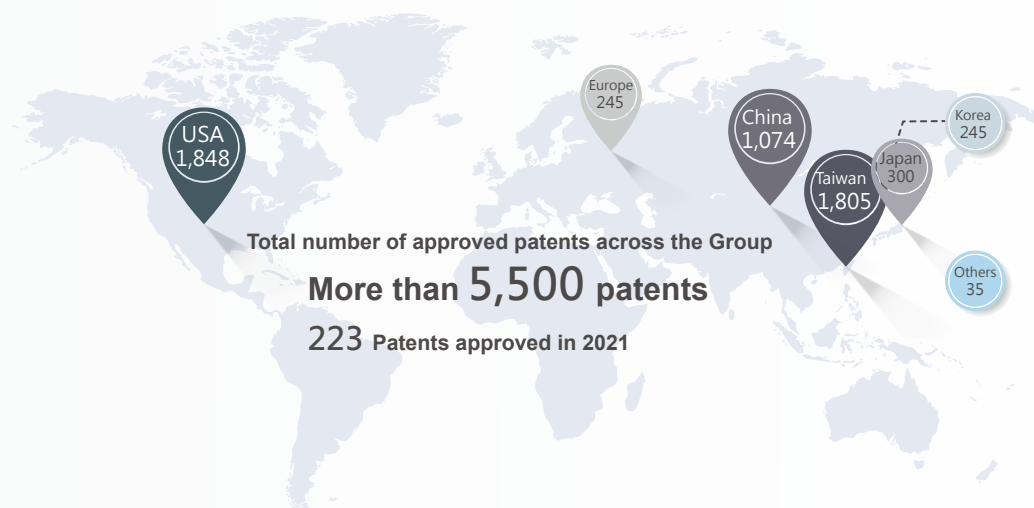 Europe
245
USA
1,848
China
1,074
Korea
245
Japan
300
Taiwan
1,805
Total number of approved patents across the Group
More than 5,500 patents
223 Patents approved in 2021
Others
35